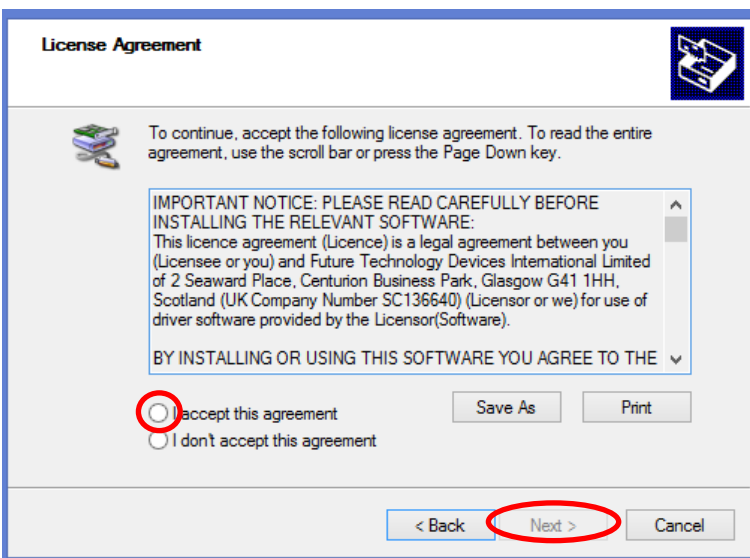 License Agreement
To continue, accept the following license agreement. To read the entire
agreement, use the scroll bar or press the Page Down key.
IMPORTANT NOTICE: PLEASE READ CAREFULLY BEFORE
INSTALLING THE RELEVANT SOFTWARE:
This licence agreement (Licence) is a legal agreement between you
(Licensee or you) and Future Technology Devices International Limited
of 2 Seaward Place, Centurion Business Park, Glasgow G41 1HH,
Scotland (UK Company Number SC136640) (Licensor or we) for use of
driver software provided by the Licensor(Software).
BY INSTALLING OR USING THIS SOFTWARE YOU AGREE TO THE
I accept this agreement
Save As
Print
I don't accept this agreement
< Back
Next >
Cancel